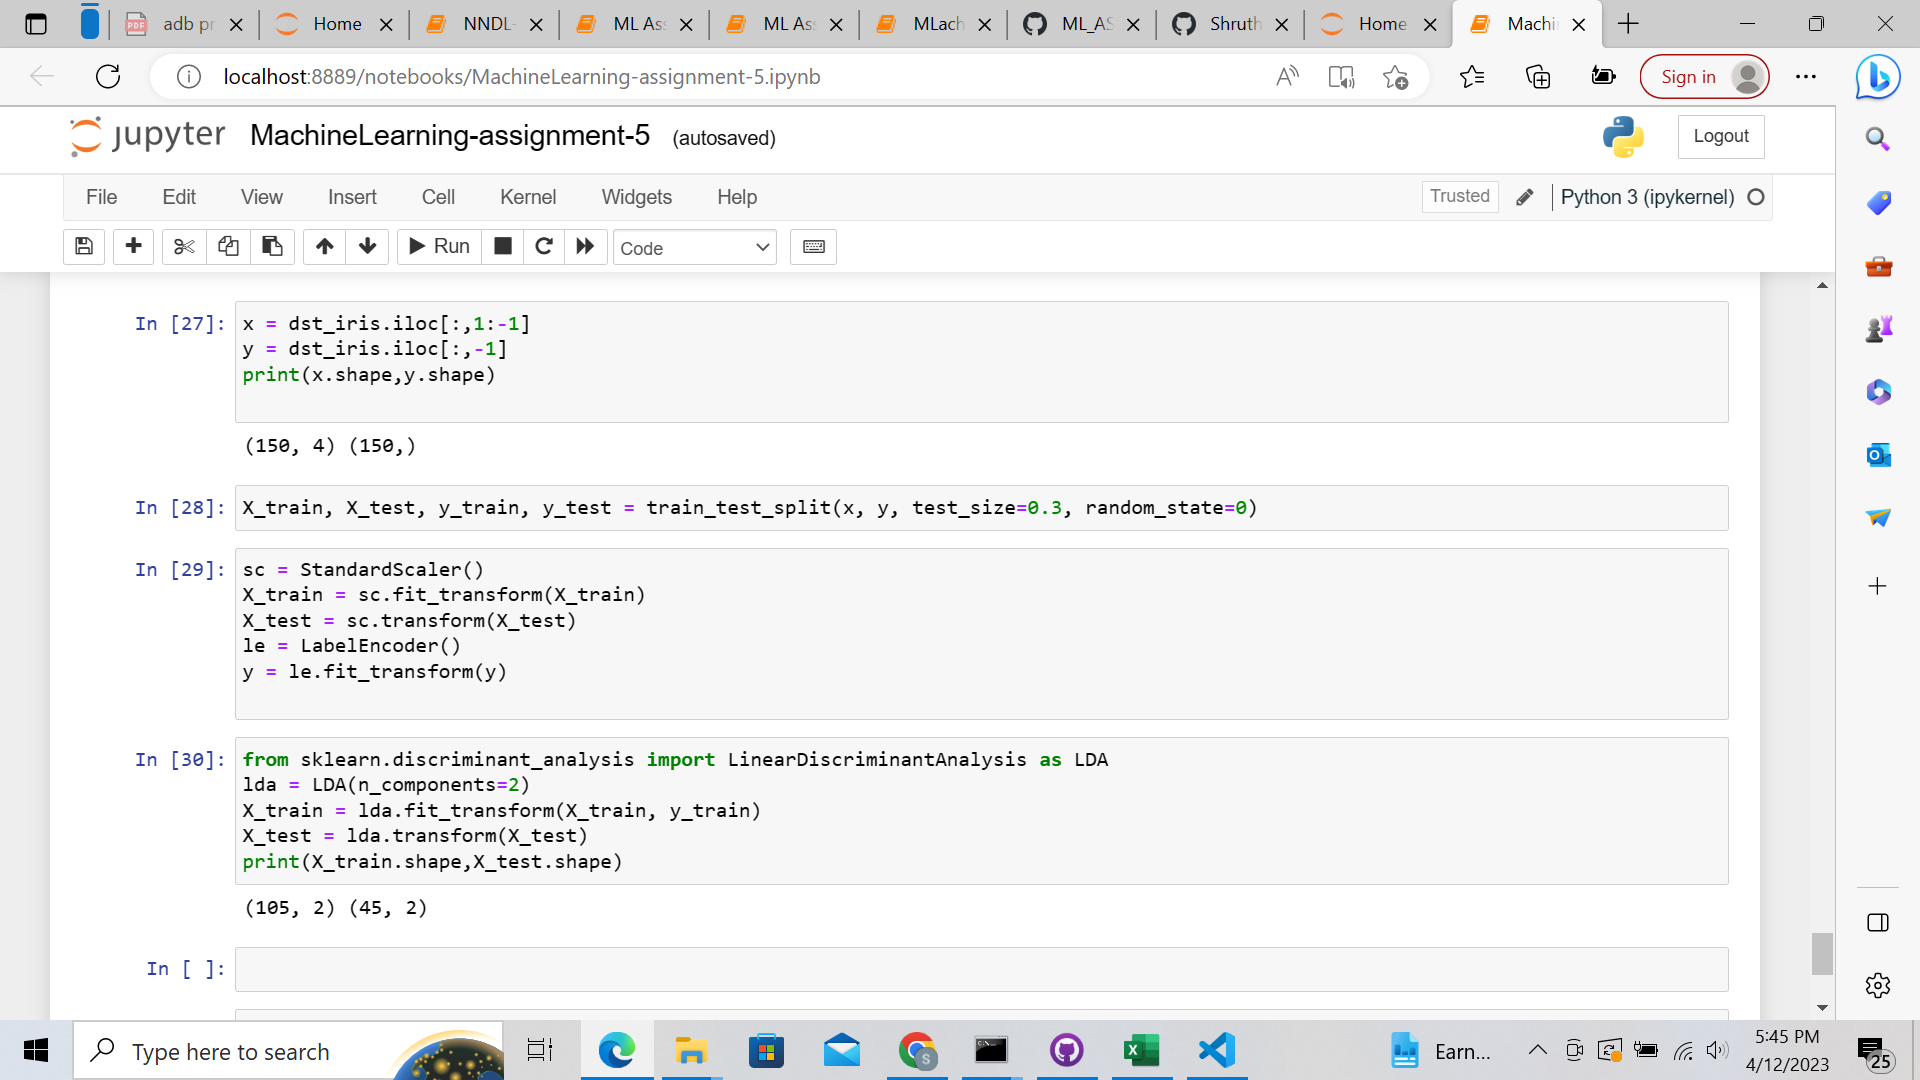 adb pr
Home
NNDL-
ML Ass
ML Ass
MLach
ML_AS
Shruth
Home
Machin
localhost:8889/notebooks/MachineLearning-assignment-5.ipynb
Sign in
jupyter MachineLearning-assignment-5 (autosaved)
Logout
File Edit View Insert Cell Kernel Widgets Help
Trusted
Python 3 (ipykernel)
Run
Code
In [27]: x = dst_iris.iloc[:,1:-1]
y = dst_iris.iloc[:,-1]
print(x.shape,y.shape)
(150, 4) (150,)
In [28]: X_train, X_test, y_train, y_test = train_test_split(x, y, test_size=0.3, random_state=0)
In [29]: sc = StandardScaler()
X_train = sc.fit_transform(X_train)
X_test = sc.transform(X_test)
le = LabelEncoder()
y = le.fit_transform(y)
In [30]: from sklearn.discriminant_analysis import LinearDiscriminantAnalysis as LDA
lda = LDA(n_components=2)
X_train = lda.fit_transform(X_train, y_train)
X_test = lda.transform(X_test)
print(X_train.shape,X_test.shape)
(105, 2) (45, 2)
In [ ]:
Type here to search
Earn...
5:45 PM
4/12/2023
25